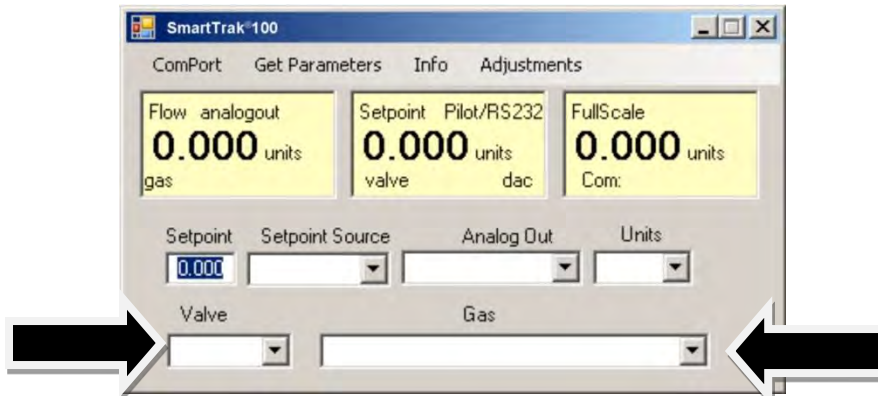 SmartTrak®100
ComPort Get Parameters Info Adjustments
Flow analogout
0.000 units
gas
Setpoint Pilot/RS232
0.000 units
valve dac
FullScale
0.000 units
Com:
Setpoint Setpoint Source Analog Out Units
0.000
Valve Gas